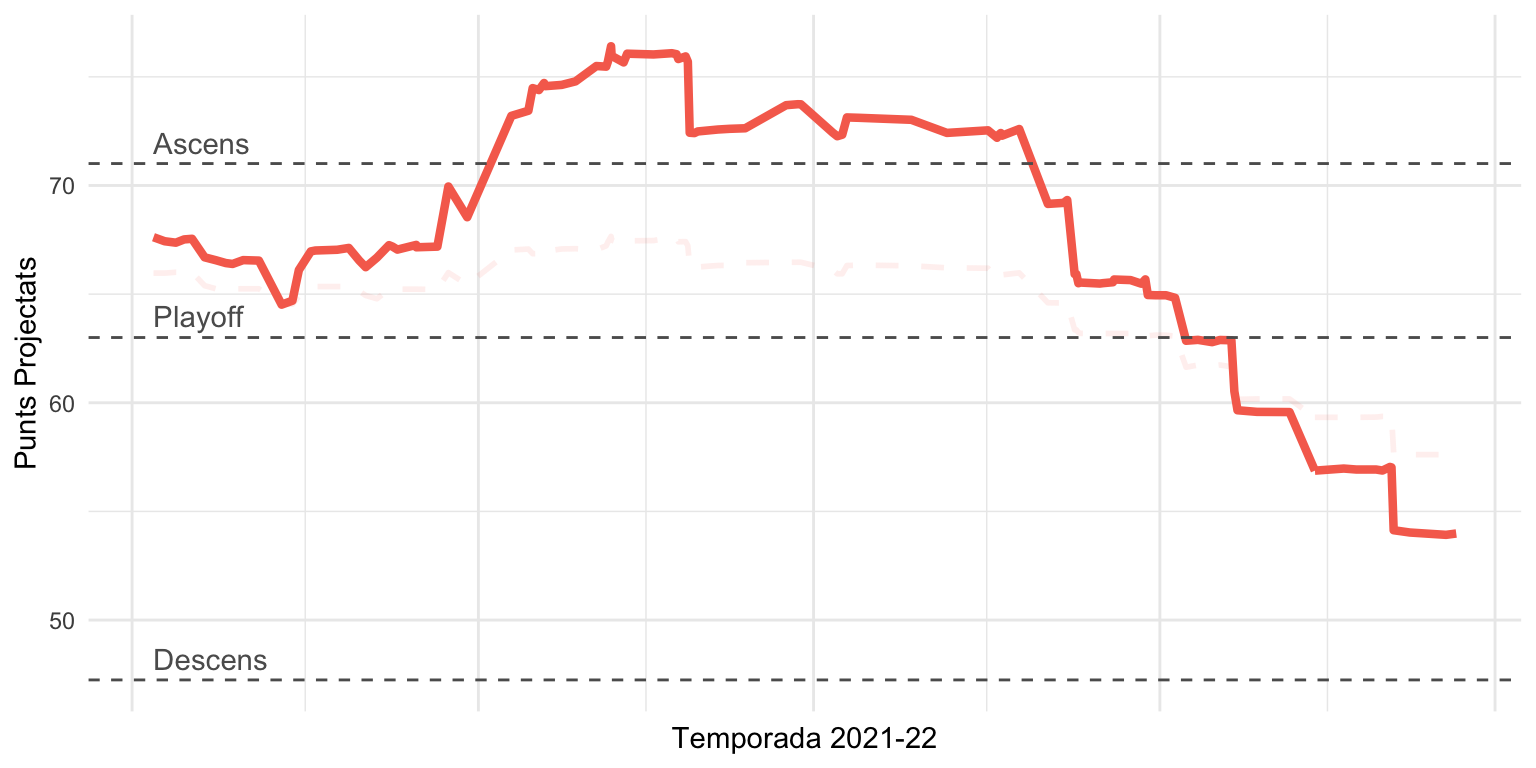 Punts Projectats
Ascens
70
Playoff
60
50
Descens
Temporada 2021-22